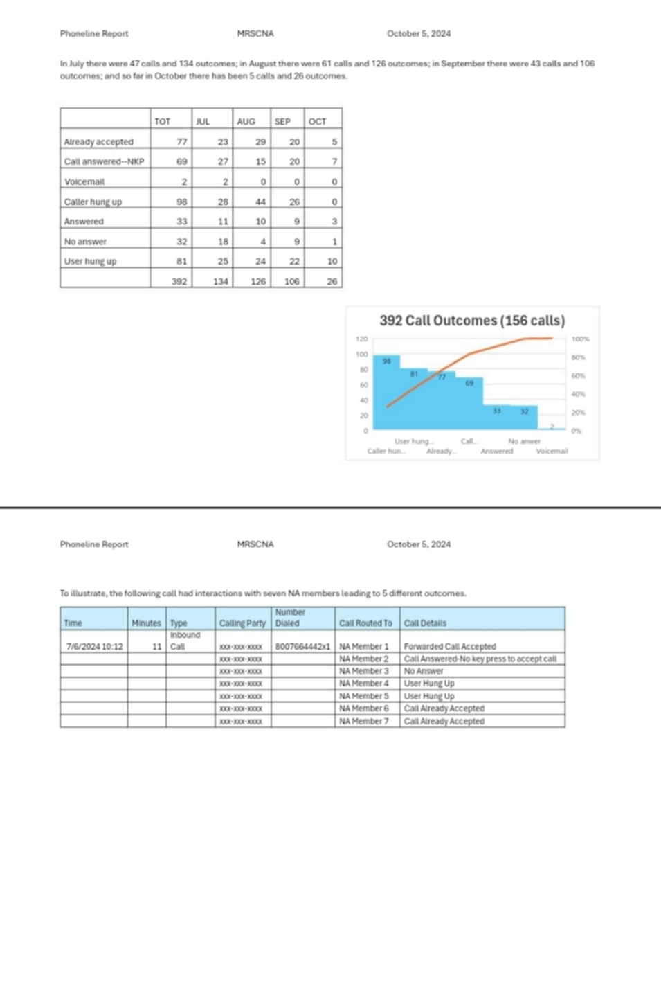 Phoneline Report MRSCNA October 5, 2024
In July there were 47 calls and 134 outcomes; in August there were 61 calls and 126 outcomes; in September there were 43 calls and 106
outcomes; and so far in October there has been 5 calls and 26 outcomes.
TOT JUL AUG SEP OCT
Already accepted 77 23 29 20 5
Call answered--NKP 69 27 15 20 7
Voicemail 2 2 0 0 0
Caller hung up 98 28 44 26 0
Answered 33 11 10 9 3
No answer 32 18 4 9 1
User hung up 81 25 24 22 10
392 134 126 106 26
392 Call Outcomes (156 calls)
120 100%
100 80%
80 60%
60 40%
40 20%
20 0%
0
98 81 77 69 33 32 2
User hung... Call... No anwer
Caller hun... Already... Answered Voicemail
Phoneline Report MRSCNA October 5, 2024
To illustrate, the following call had interactions with seven NA members leading to 5 different outcomes.
Number
Time Minutes Type Calling Party Dialed Call Routed To Call Details
Inbound
7/6/2024 10:12 11 Call xxx-xxx-xxxx 8007664442x1 NA Member 1 Forwarded Call Accepted
xxx-xxx-xxxx NA Member 2 Call Answered-No key press to accept call
xxx-xxx-xxxx NA Member 3 No Answer
xxx-xxx-xxxx NA Member 4 User Hung Up
xxx-xxx-xxxx NA Member 5 User Hung Up
xxx-xxx-xxxx NA Member 6 Call Already Accepted
xxx-xxx-xxxx NA Member 7 Call Already Accepted